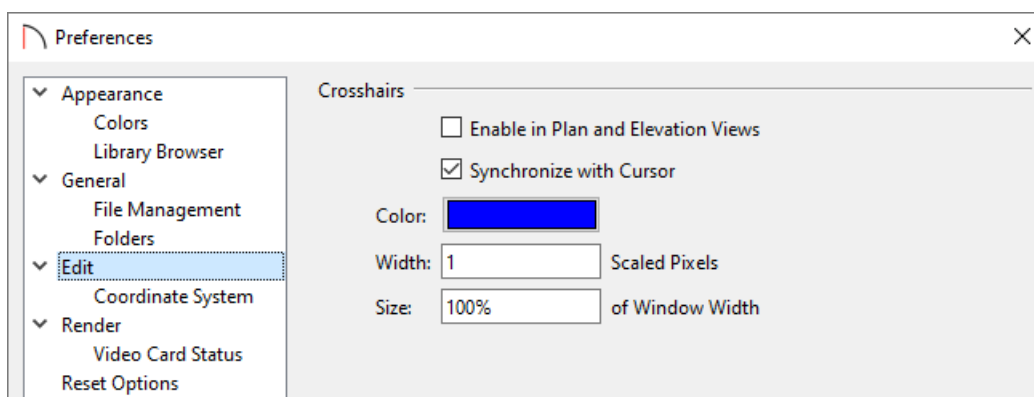 Preferences
Appearance
Colors
Library Browser
General
File Management
Folders
Edit
Coordinate System
Render
Video Card Status
Reset Options
Crosshairs
Enable in Plan and Elevation Views
Synchronize with Cursor
Color:
Width: 1 Scaled Pixels
Size: 100% of Window Width